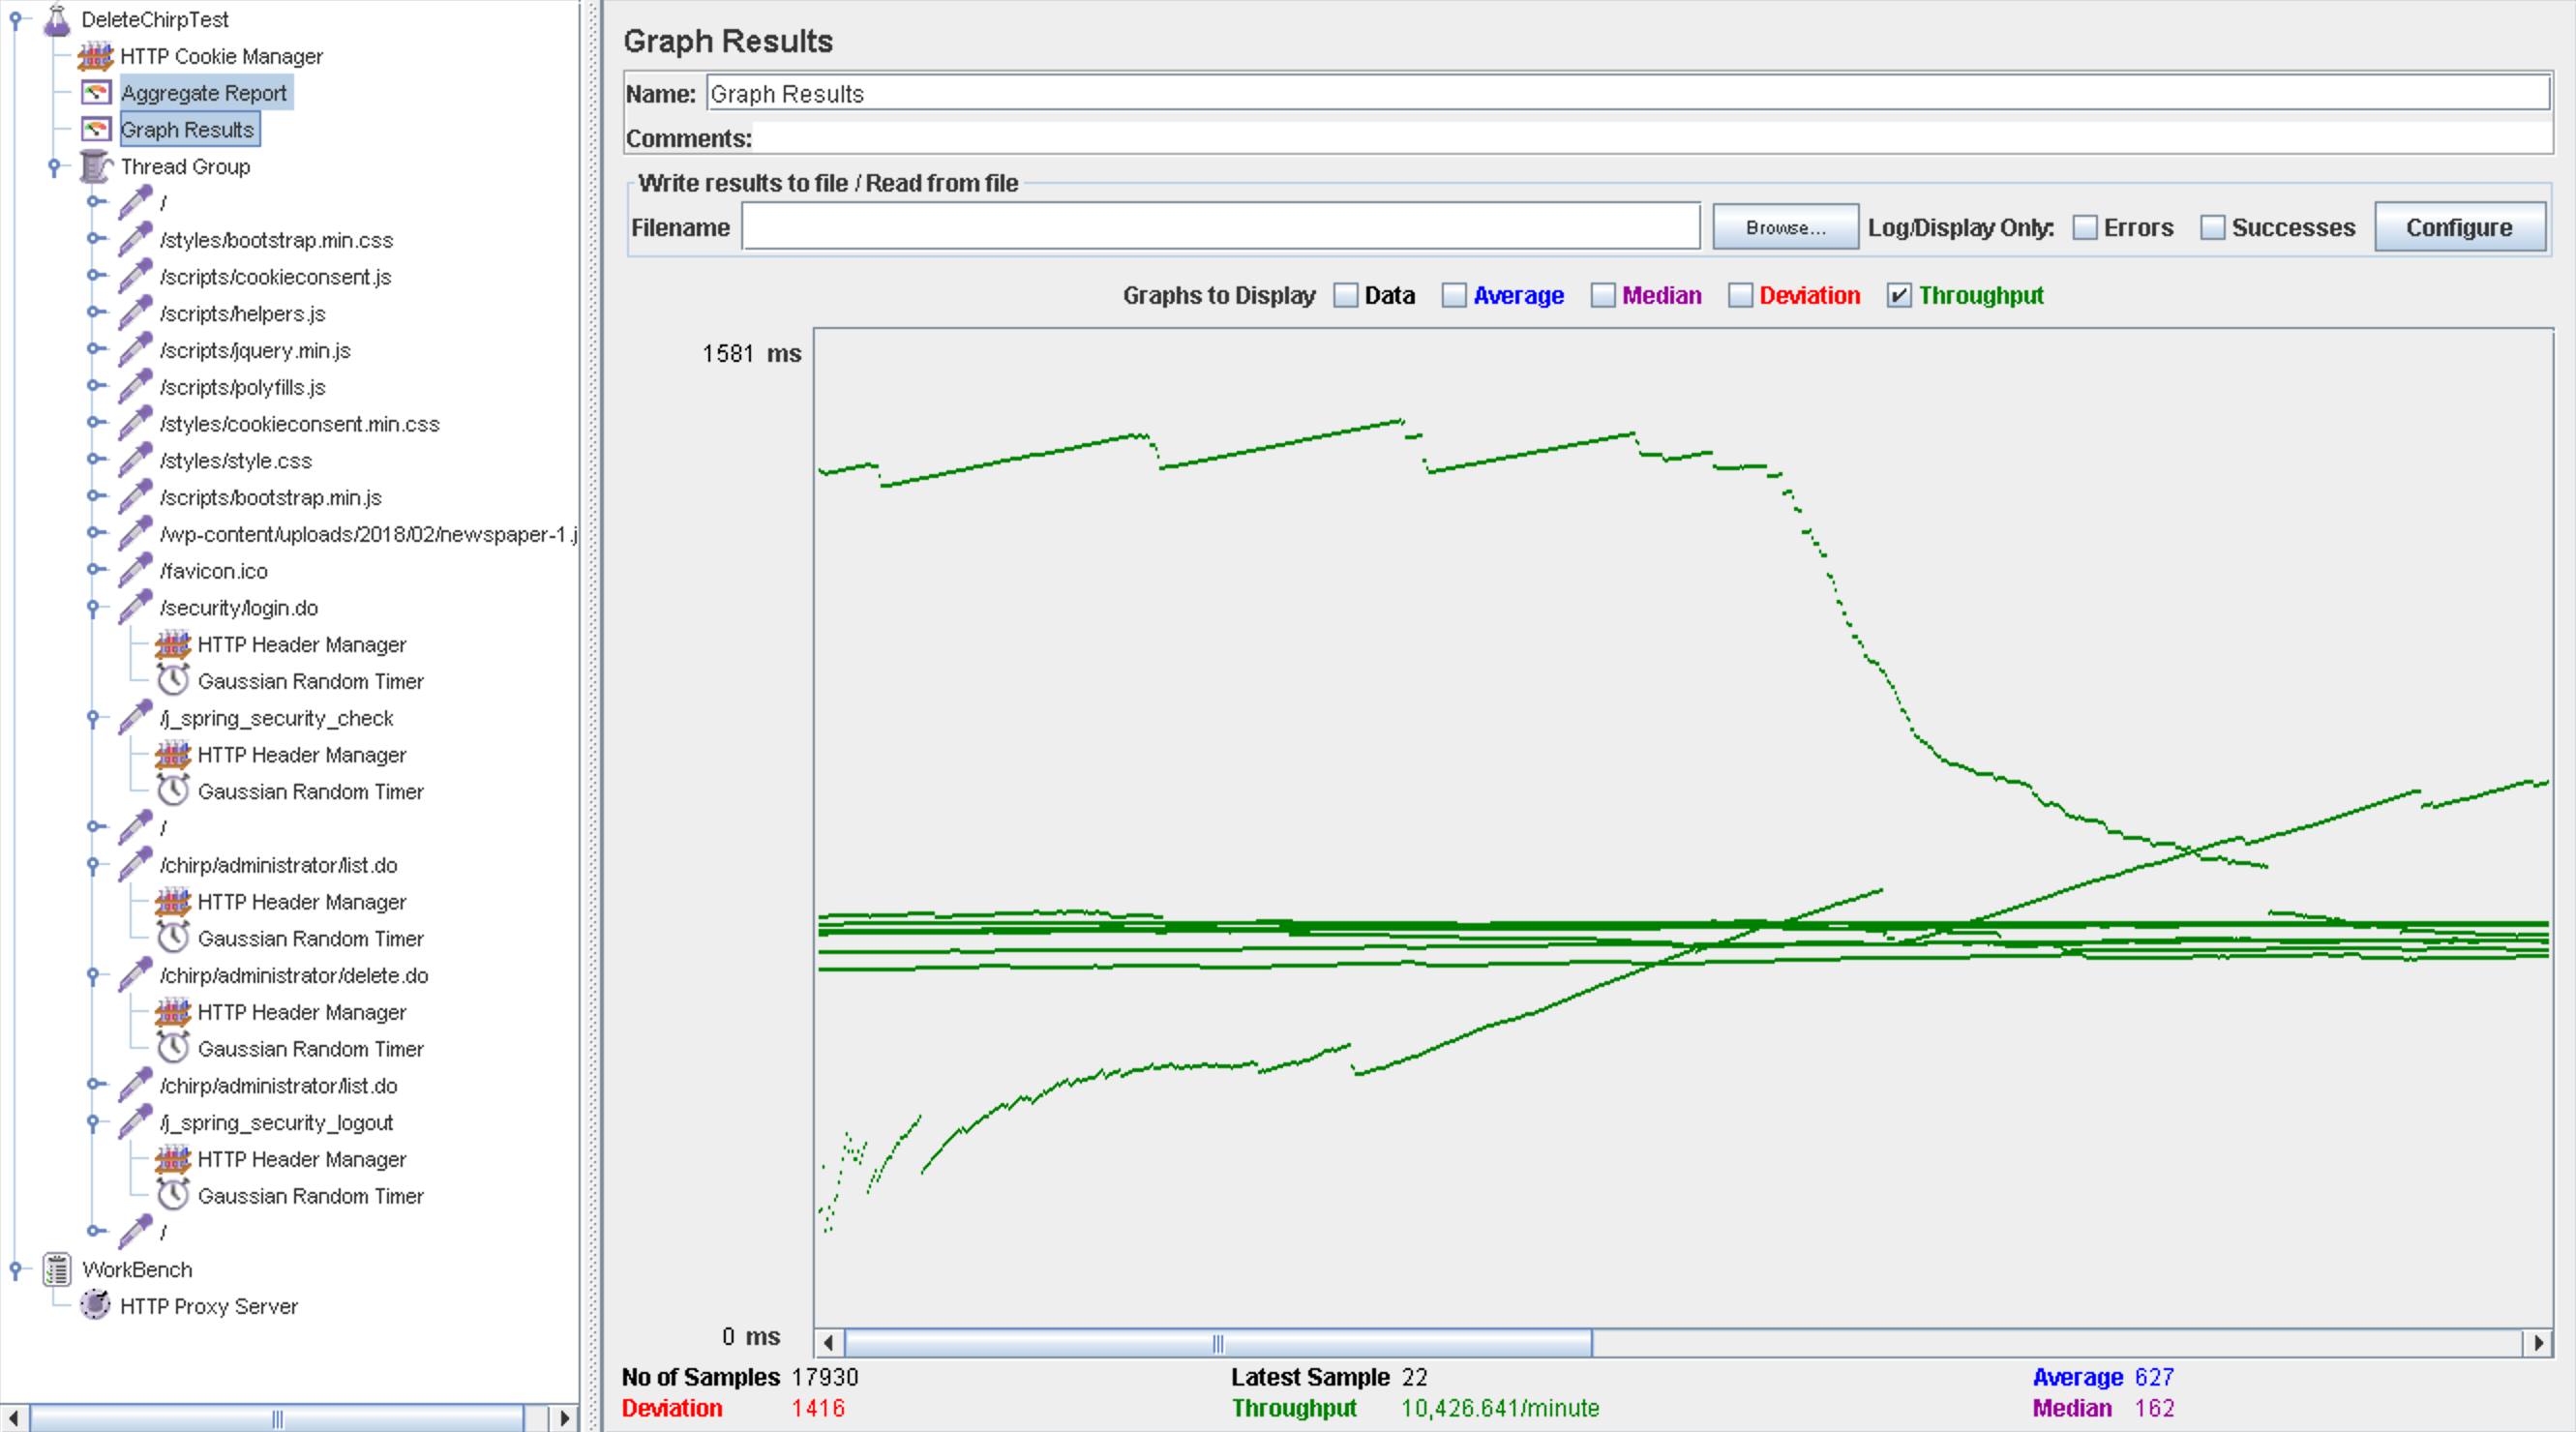 DeleteChirpTest
HTTP Cookie Manager
Aggregate Report
Graph Results
Thread Group
/
/styles/bootstrap.min.css
/scripts/cookieconsent.js
/scripts/helpers.js
/scripts/jquery.min.js
/scripts/polyfills.js
/styles/cookieconsent.min.css
/styles/style.css
/scripts/bootstrap.min.js
/wp-content/uploads/2018/02/newspaper-1.j
/favicon.ico
/security/login.do
HTTP Header Manager
Gaussian Random Timer
/j_spring_security_check
HTTP Header Manager
Gaussian Random Timer
/
/chirp/administrator/list.do
HTTP Header Manager
Gaussian Random Timer
/chirp/administrator/delete.do
HTTP Header Manager
Gaussian Random Timer
/chirp/administrator/list.do
/j_spring_security_logout
HTTP Header Manager
Gaussian Random Timer
/
WorkBench
HTTP Proxy Server
Graph Results
Name: Graph Results
Comments:
Write results to file / Read from file
Filename Browse... Log/Display Only: Errors Successes Configure
Graphs to Display Data Average Median Deviation Throughput
1581 ms
0 ms
No of Samples 17930 Latest Sample 22 Average 627
Deviation 1416 Throughput 10,426.641/minute Median 162